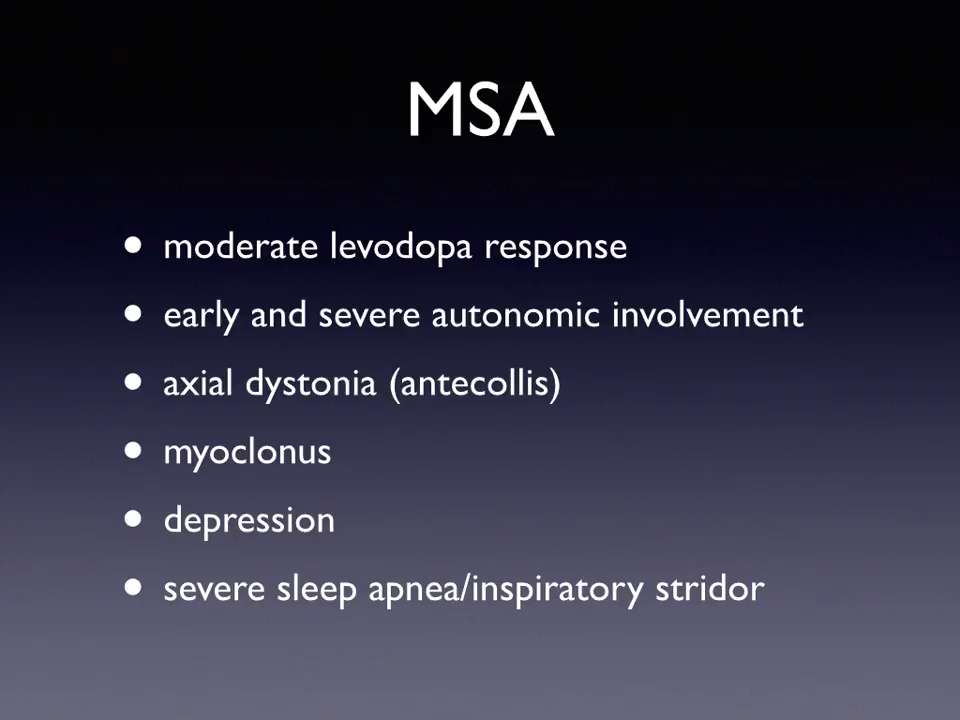 MSA
• moderate levodopa response
• early and severe autonomic involvement
• axial dystonia (antecollis)
• myoclonus
• depression
• severe sleep apnea/inspiratory stridor